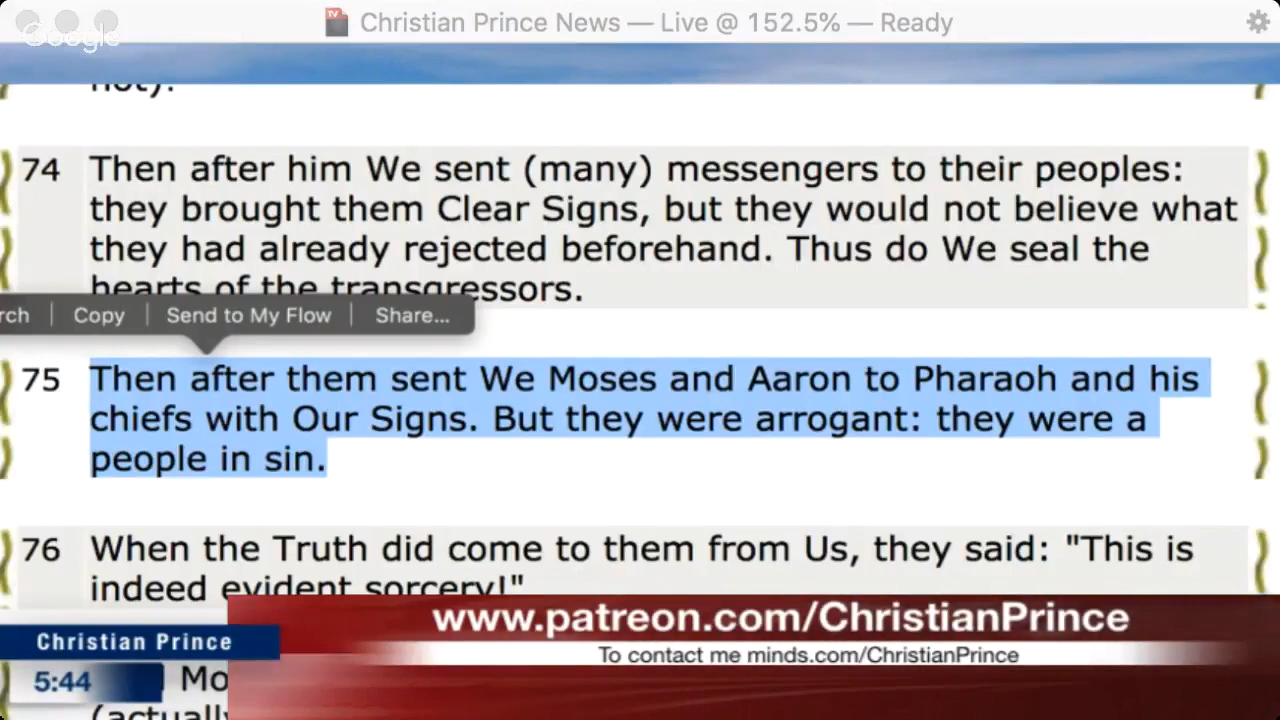 Christian Prince News — Live @ 152.5% — Ready
Google
not).
74 Then after him We sent (many) messengers to their peoples:
they brought them Clear Signs, but they would not believe what
they had already rejected beforehand. Thus do We seal the
hearts of the transgressors.
rch | Copy | Send to My Flow | Share...
75 Then after them sent We Moses and Aaron to Pharaoh and his
chiefs with Our Signs. But they were arrogant: they were a
people in sin.
76 When the Truth did come to them from Us, they said: "This is
indeed evident sorcery!"
www.patreon.com/ChristianPrince
Christian Prince
To contact me minds.com/ChristianPrince
5:44
Mo
(actually